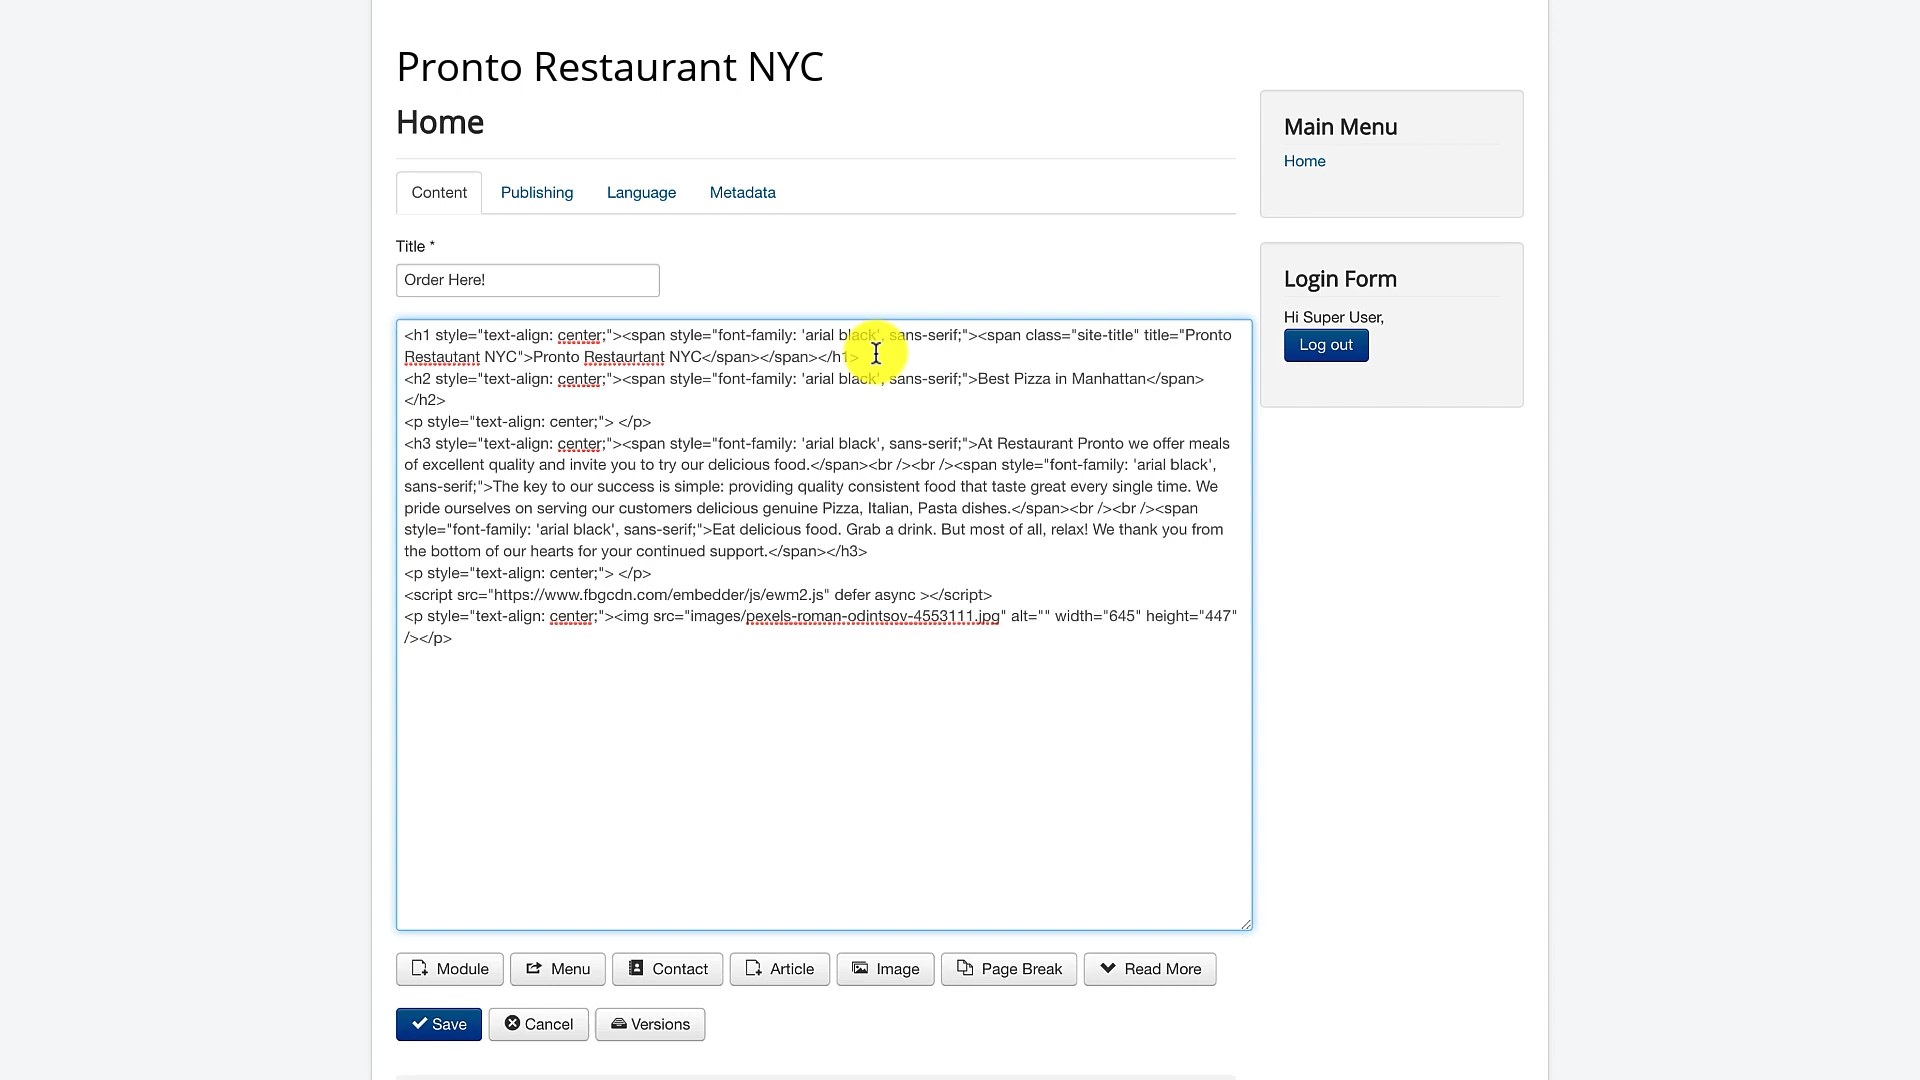 Pronto Restaurant NYC
Home
Content
Publishing
Language
Metadata
Title *
Order Here!
<h1 style="text-align: center;"><span style="font-family: 'arial black', sans-serif;"><span class="site-title" title="Pronto
Restautant NYC">Pronto Restaurtant NYC</span></span></h1>
<h2 style="text-align: center;"><span style="font-family: 'arial black', sans-serif;">Best Pizza in Manhattan</span>
</h2>
<p style="text-align: center;"> </p>
<h3 style="text-align: center;"><span style="font-family: 'arial black', sans-serif;">At Restaurant Pronto we offer meals
of excellent quality and invite you to try our delicious food.</span><br /><br /><span style="font-family: 'arial black',
sans-serif;">The key to our success is simple: providing quality consistent food that taste great every single time. We
pride ourselves on serving our customers delicious genuine Pizza, Italian, Pasta dishes.</span><br /><br /><span
style="font-family: 'arial black', sans-serif;">Eat delicious food. Grab a drink. But most of all, relax! We thank you from
the bottom of our hearts for your continued support.</span></h3>
<p style="text-align: center;"> </p>
<script src="https://www.fbgcdn.com/embedder/js/ewm2.js" defer async ></script>
<p style="text-align: center;"><img src="images/pexels-roman-odintsov-4553111.jpg" alt="" width="645" height="447"
/></p>
Module
Menu
Contact
Article
Image
Page Break
Read More
Save
Cancel
Versions
Main Menu
Home
Login Form
Hi Super User,
Log out